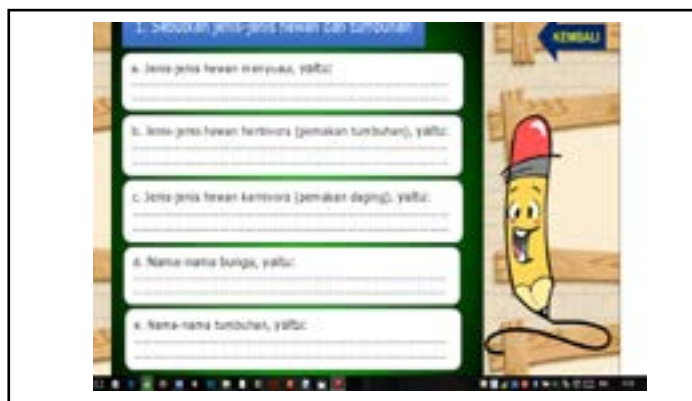 1. Sebutkan jenis-jenis hewan dan tumbuhan
KEMBALI
a. Jenis-jenis hewan menyusui, yaitu:
b. Jenis-jenis hewan herbivora (pemakan tumbuhan), yaitu:
c. Jenis-jenis hewan karnivora (pemakan daging), yaitu:
d. Nama-nama bunga, yaitu:
e. Nama-nama tumbuhan, yaitu: